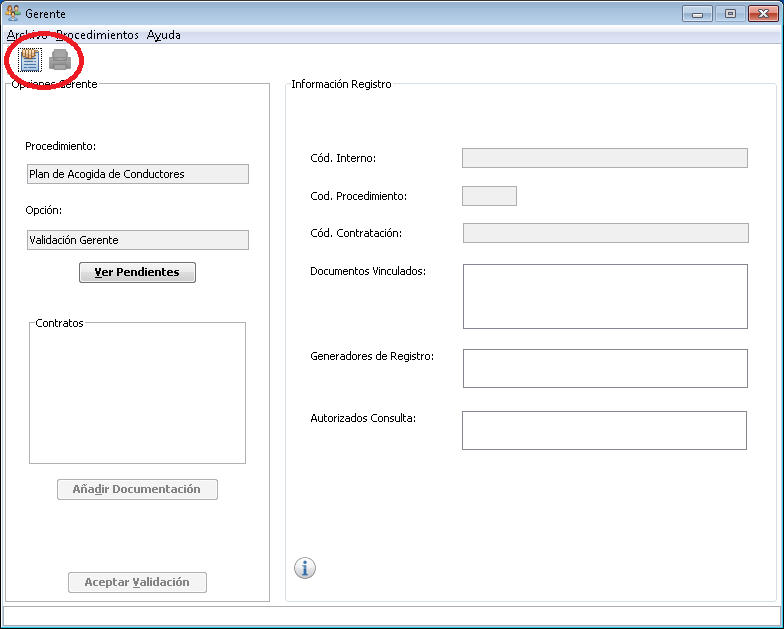 Gerente
Archivo Procedimientos Ayuda
Opciones Gerente
Procedimiento:
Plan de Acogida de Conductores
Opción:
Validación Gerente
Ver Pendientes
Contratos
Añadir Documentación
Aceptar Validación
Información Registro
Cód. Interno:
Cod. Procedimiento:
Cód. Contratación:
Documentos Vinculados:
Generadores de Registro:
Autorizados Consulta: